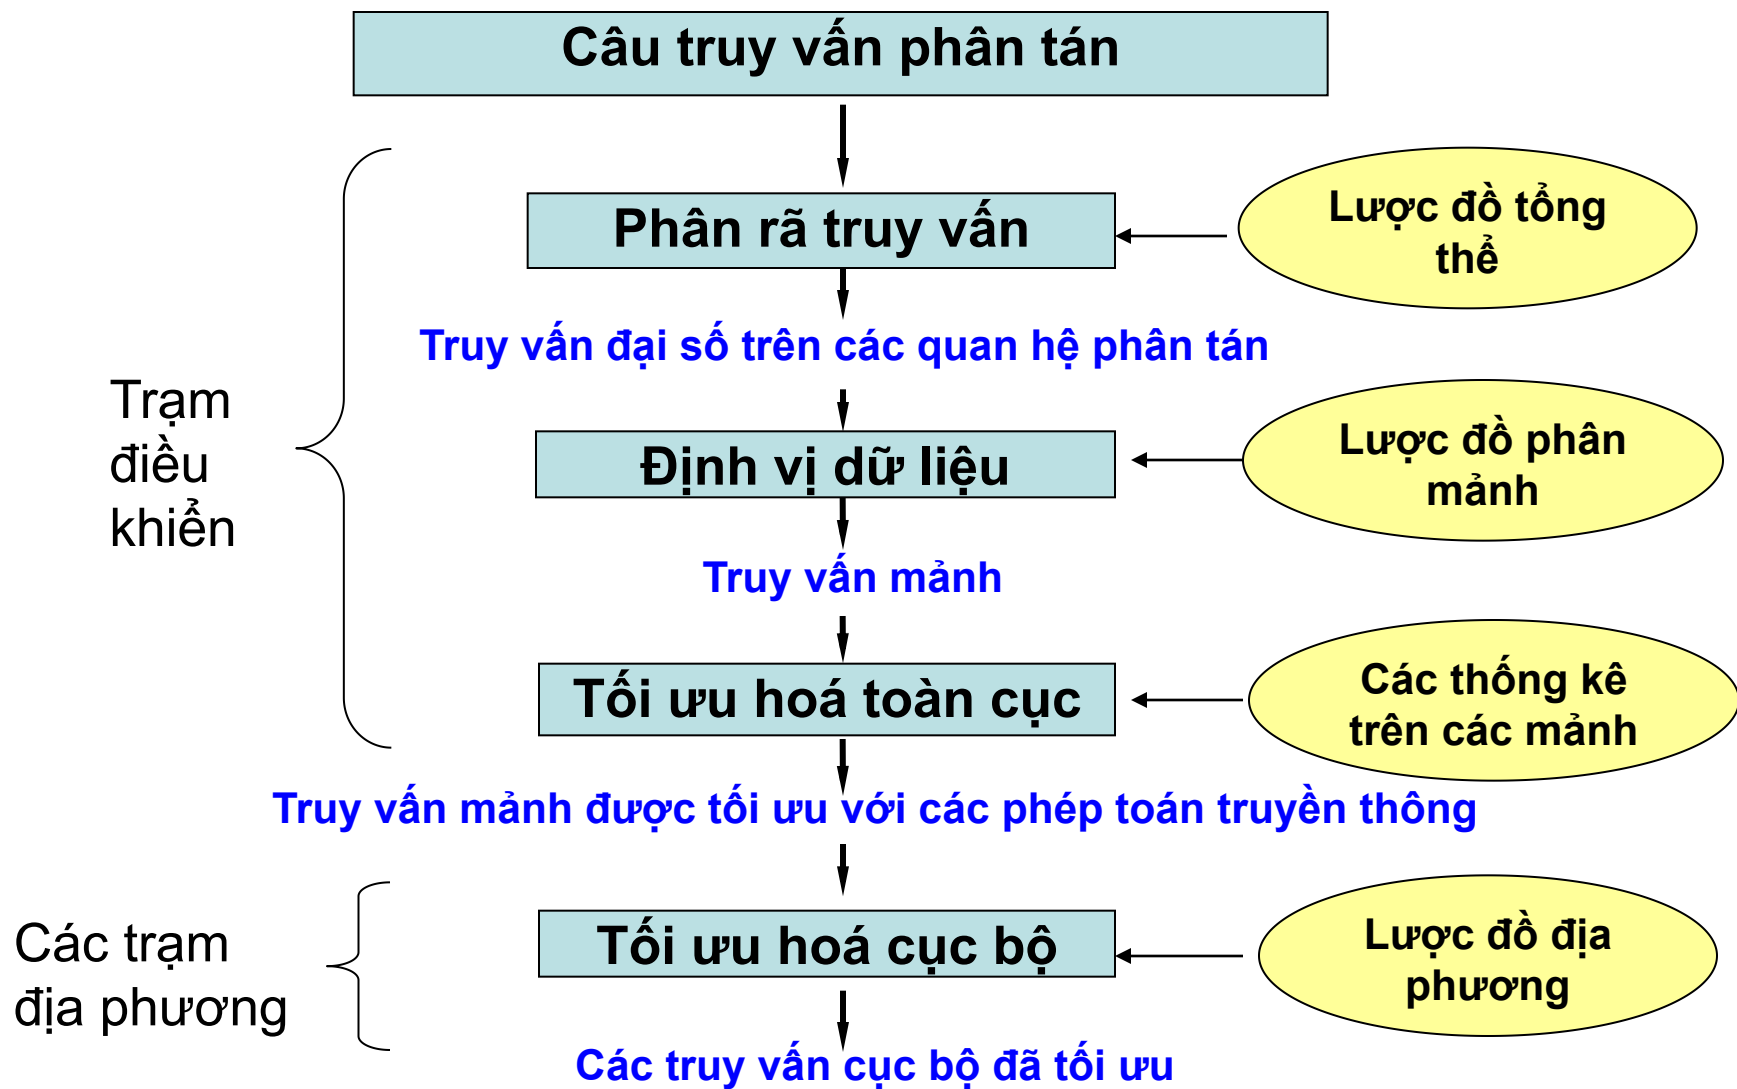 Câu truy vấn phân tán
Phân rã truy vấn
Lược đồ tổng
thể
Truy vấn đại số trên các quan hệ phân tán
Trạm
điều
khiển
Định vị dữ liệu
Lược đồ phân
mảnh
Truy vấn mảnh
Tối ưu hoá toàn cục
Các thống kê
trên các mảnh
Truy vấn mảnh được tối ưu với các phép toán truyền thông
Các trạm
địa phương
Tối ưu hoá cục bộ
Lược đồ địa
phương
Các truy vấn cục bộ đã tối ưu